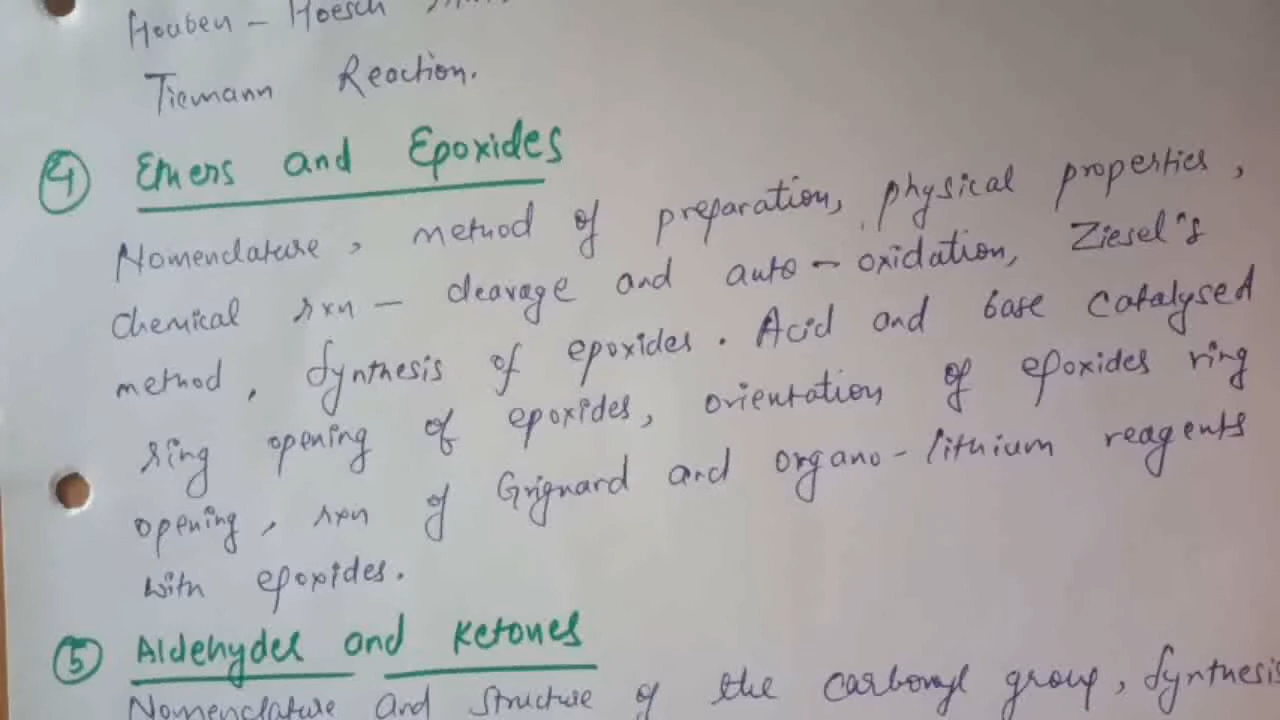 Houben - Hoesch
Tiemann Reaction.
4 Ethers and Epoxides
Nomenclature, method of preparation, physical properties,
Chemical rxn - cleavage and auto-oxidation, Ziesel's
method, Synthesis of epoxides. Acid and base catalysed
ring opening of epoxides, orientation of epoxides ring
opening, rxn of Grignard and organo-lithium reagents
with epoxides.
5 Aldehydes and Ketones
Nomenclature and structure of the carbonyl group, Synthesis